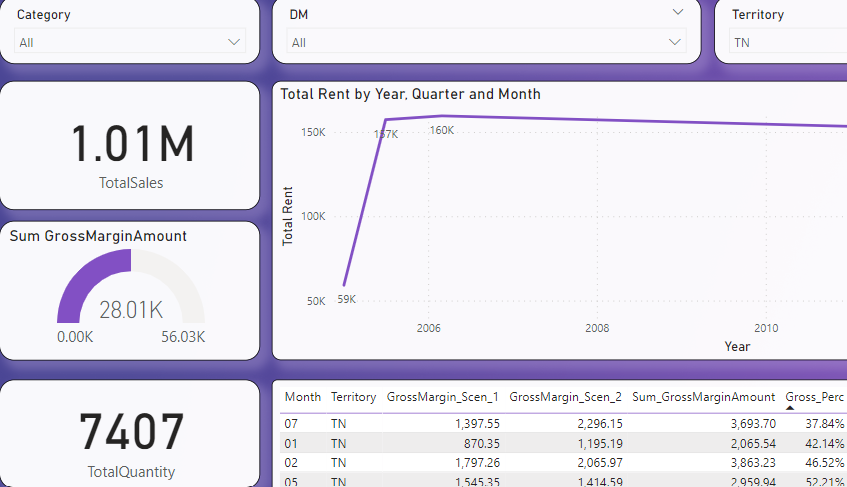 Category
All
DM
All
Territory
TN
1.01M
TotalSales
Sum GrossMarginAmount
28.01K
0.00K 56.03K
7407
TotalQuantity
Total Rent by Year, Quarter and Month
Total Rent
150K
100K
50K
157K
160K
59K
2006 2008 2010
Year
Month Territory GrossMargin_Scen_1 GrossMargin_Scen_2 Sum_GrossMarginAmount Gross_Perc
07 TN 1,397.55 2,296.15 3,693.70 37.84%
01 TN 870.35 1,195.19 2,065.54 42.14%
02 TN 1,797.26 2,065.97 3,863.23 46.52%
05 TN 1,545.35 1,414.59 2,959.94 52.21%